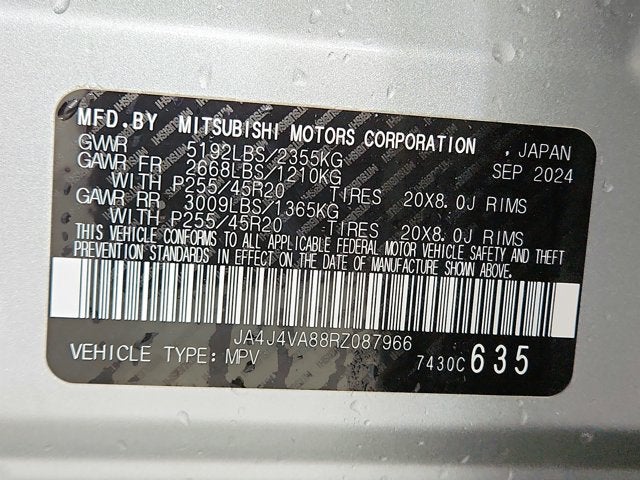 MFD.BY MITSUBISHI MOTORS CORPORATION , JAPAN
GVWR 5192LBS/2355KG SEP 2024
GAWR FR 2668LBS/1210KG
WITH P255/45R20 TIRES 20X8.0J RIMS
GAWR RR 3009LBS/1365KG
WITH P255/45R20 TIRES 20X8.0J RIMS
THIS VEHICLE CONFORMS TO ALL APPLICABLE FEDERAL MOTOR VEHICLE SAFETY AND THEFT
PREVENTION STANDARDS IN EFFECT ON THE DATE OF MANUFACTURE SHOWN ABOVE.
JA4J4VA88RZ087966
VEHICLE TYPE:MPV 7430C 635